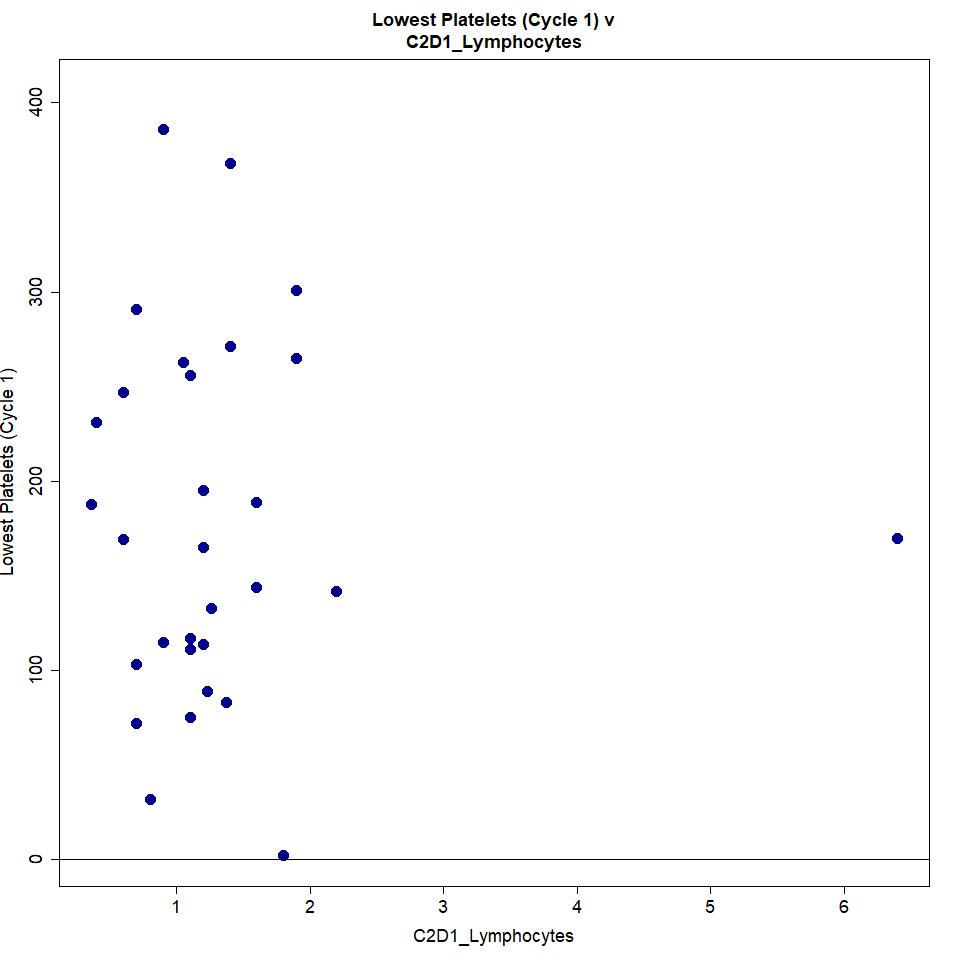 Lowest Platelets (Cycle 1) v
C2D1_Lymphocytes
Lowest Platelets (Cycle 1)
400
300
200
100
0
1 2 3 4 5 6
C2D1_Lymphocytes